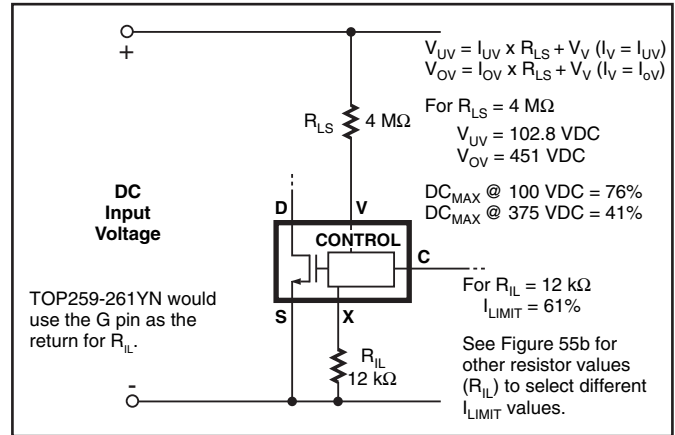 +
V_UV = I_UV x R_LS + V_V (I_V = I_UV)
V_OV = I_OV x R_LS + V_V (I_V = I_oV)
For R_LS = 4 MΩ
V_UV = 102.8 VDC
V_OV = 451 VDC
DC_MAX @ 100 VDC = 76%
DC_MAX @ 375 VDC = 41%
R_LS
4 MΩ
DC
Input
Voltage
D
V
CONTROL
C
S
X
TOP259-261YN would
use the G pin as the
return for R_IL.
For R_IL = 12 kΩ
I_LIMIT = 61%
See Figure 55b for
other resistor values
(R_IL) to select different
I_LIMIT values.
R_IL
12 kΩ
-